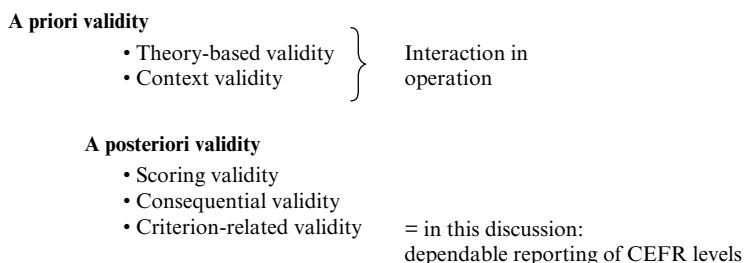 A priori validity
• Theory-based validity
Interaction in
• Context validity
operation
A posteriori validity
• Scoring validity
• Consequential validity
• Criterion-related validity = in this discussion:
dependable reporting of CEFR levels